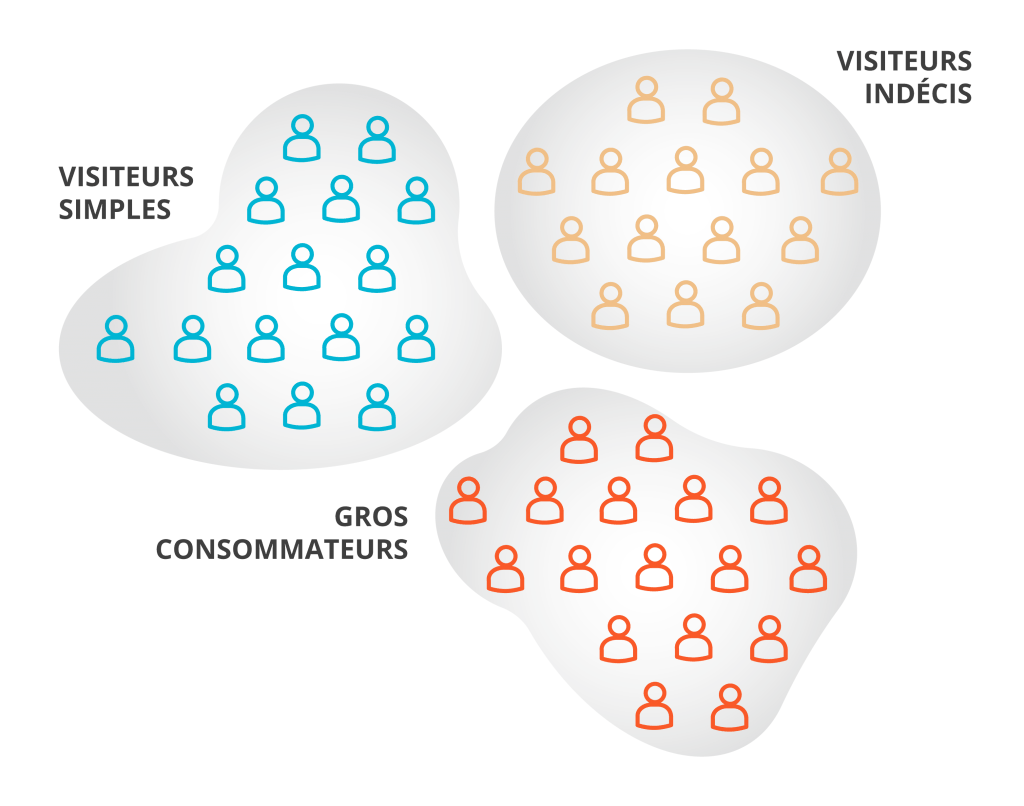 VISITEURS
SIMPLES
VISITEURS
INDÉCIS
GROS
CONSOMMATEURS